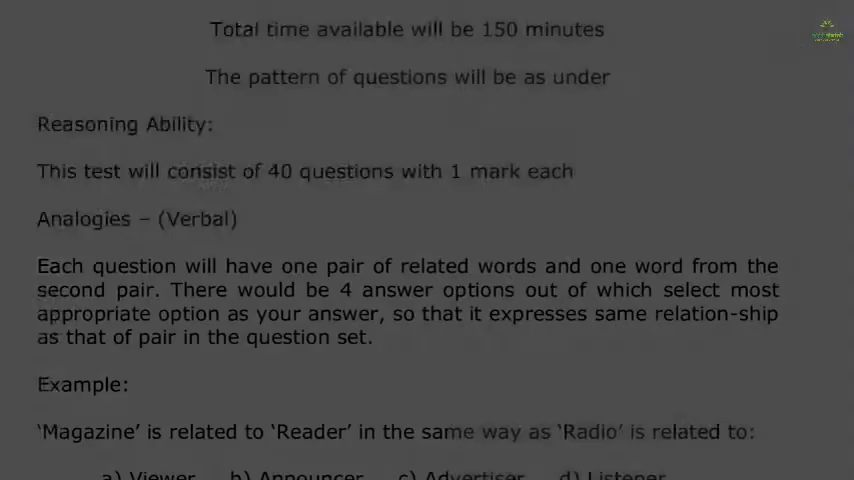 Total time available will be 150 minutes
The pattern of questions will be as under
Reasoning Ability:
This test will consist of 40 questions with 1 mark each
Analogies – (Verbal)
Each question will have one pair of related words and one word from the
second pair. There would be 4 answer options out of which select most
appropriate option as your answer, so that it expresses same relation-ship
as that of pair in the question set.
Example:
‘Magazine’ is related to ‘Reader’ in the same way as ‘Radio’ is related to:
a) Viewer b) Announcer c) Advertiser d) Listener